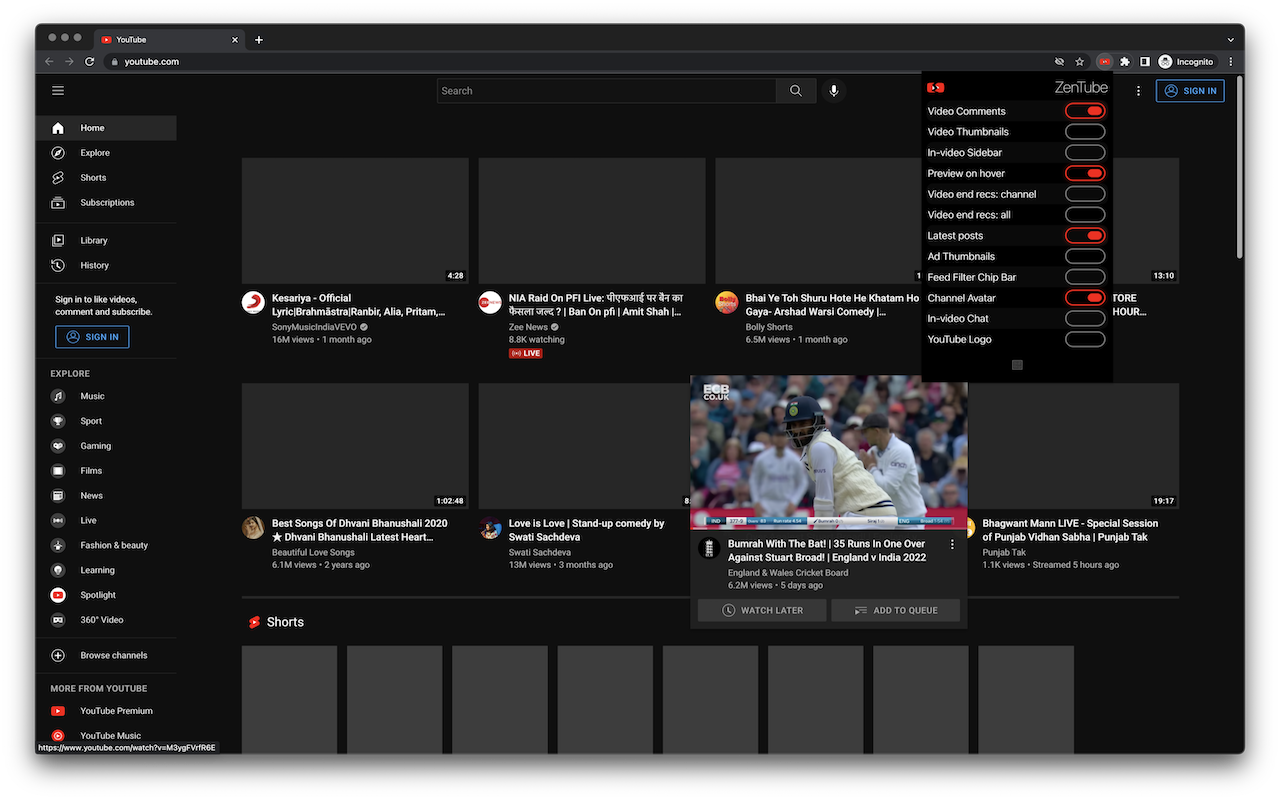 YouTube
youtube.com
Incognito
Search
SIGN IN
ZenTube
Video Comments
Video Thumbnails
In-video Sidebar
Preview on hover
Video end recs: channel
Video end recs: all
Latest posts
Ad Thumbnails
Feed Filter Chip Bar
Channel Avatar
In-video Chat
YouTube Logo
Home
Explore
Shorts
Subscriptions
Library
History
Sign in to like videos,
comment and subscribe.
SIGN IN
EXPLORE
Music
Sport
Gaming
Films
News
Live
Fashion & beauty
Learning
Spotlight
360° Video
Browse channels
MORE FROM YOUTUBE
YouTube Premium
YouTube Music
https://www.youtube.com/watch?v=M3ygFVrfR6E
4:28
Kesariya - Official
Lyric|Brahmāstra|Ranbir, Alia, Pritam,...
SonyMusicIndiaVEVO
16M views • 1 month ago
NIA Raid On PFI Live: पीएफआई पर बैन का
फैसला जल्द ? | Ban On pfi | Amit Shah |...
Zee News
8.8K watching
LIVE
1
Bhai Ye Toh Shuru Hote He Khatam Ho
Gaya- Arshad Warsi Comedy |...
Bolly Shorts
6.5M views • 1 month ago
13:10
TORE
HOUR...
1:02:48
Best Songs Of Dhvani Bhanushali 2020
★ Dhvani Bhanushali Latest Heart...
Beautiful Love Songs
6.1M views • 2 years ago
8:
Love is Love | Stand-up comedy by
Swati Sachdeva
Swati Sachdeva
13M views • 3 months ago
ECB
CO.UK
IND 377-9 Run rate 4.54 Bumrah ENG Broad
Bumrah With The Bat! | 35 Runs In One Over
Against Stuart Broad! | England v India 2022
England & Wales Cricket Board
6.2M views • 5 days ago
WATCH LATER ADD TO QUEUE
19:17
Bhagwant Mann LIVE - Special Session
of Punjab Vidhan Sabha | Punjab Tak
Punjab Tak
1.1K views • Streamed 5 hours ago
Shorts